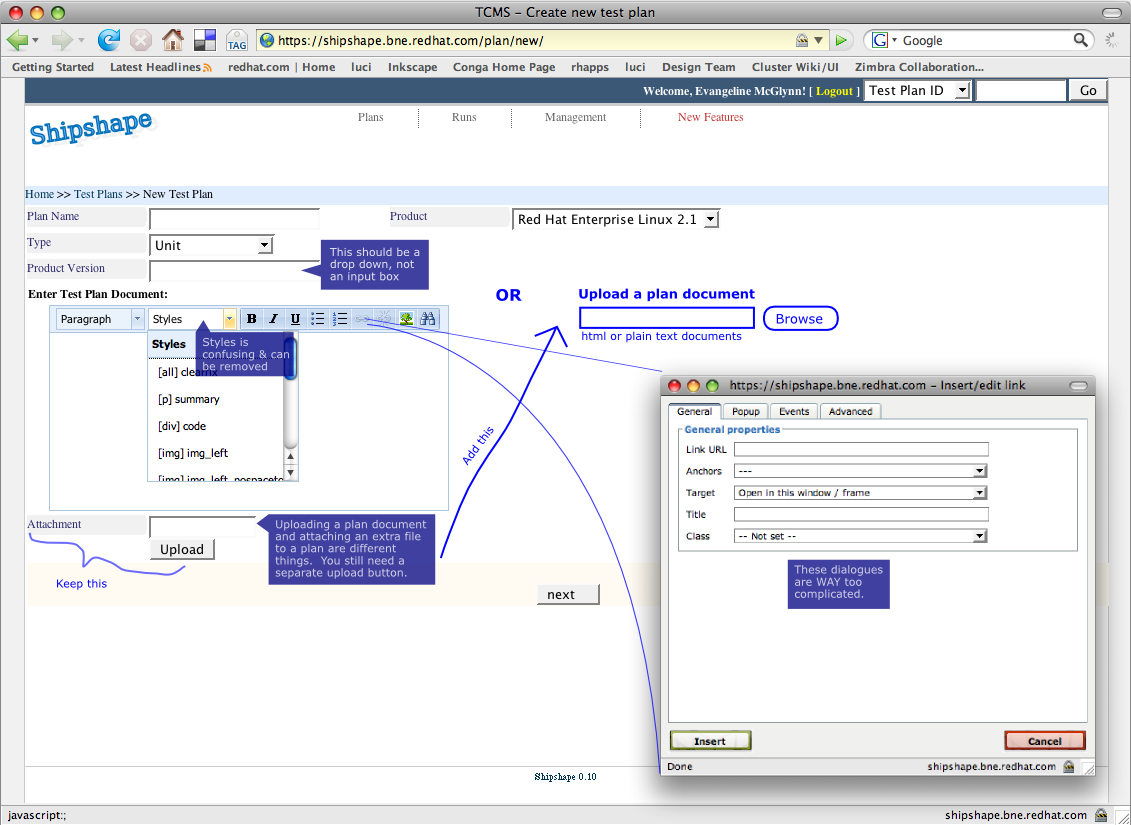 TCMS - Create new test plan
TAG
https://shipshape.bne.redhat.com/plan/new/
G
Google
Getting Started
Latest Headlines
redhat.com | Home
luci
Inkscape
Conga Home Page
rhapps
luci
Design Team
Cluster Wiki/UI
Zimbra Collaboration...
Welcome, Evangeline McGlynn! [ Logout ]
Test Plan ID
Go
Shipshape
Plans
Runs
Management
New Features
Home >> Test Plans >> New Test Plan
Plan Name
Product
Red Hat Enterprise Linux 2.1
Type
Unit
Product Version
This should be a
drop down, not
an input box
Enter Test Plan Document:
OR
Upload a plan document
Browse
html or plain text documents
Paragraph
Styles
B
I
U
Styles
Styles is
confusing & can
be removed
[all] clearfix
[p] summary
[div] code
[img] img_left
[img] img_left_nospaceto
Add this
Attachment
Upload
Uploading a plan document
and attaching an extra file
to a plan are different
things. You still need a
separate upload button.
Keep this
next
https://shipshape.bne.redhat.com - Insert/edit link
General
Popup
Events
Advanced
General properties
Link URL
Anchors
---
Target
Open in this window / frame
Title
Class
-- Not set --
These dialogues
are WAY too
complicated.
Insert
Cancel
Done
shipshape.bne.redhat.com
Shipshape 0.10
javascript:;
shipshape.bne.redhat.com